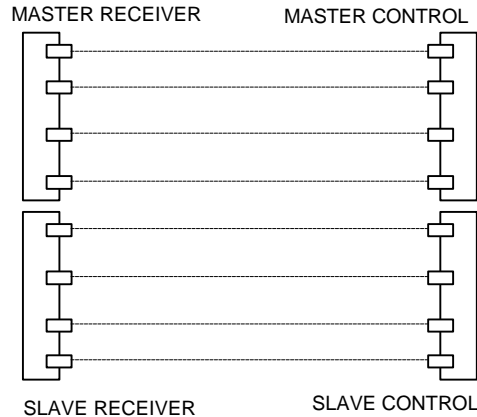 MASTER RECEIVER
MASTER CONTROL
SLAVE RECEIVER
SLAVE CONTROL